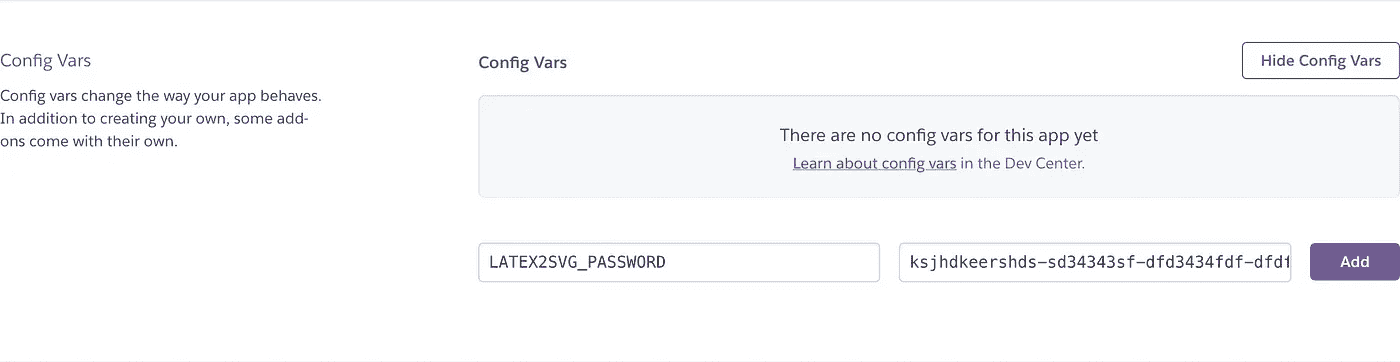 Config Vars
Config vars change the way your app behaves.
In addition to creating your own, some add-
ons come with their own.
Config Vars
Hide Config Vars
There are no config vars for this app yet
Learn about config vars in the Dev Center.
LATEX2SVG_PASSWORD
ksjhdkeershds-sd34343sf-dfd3434fdf-dfdf
Add